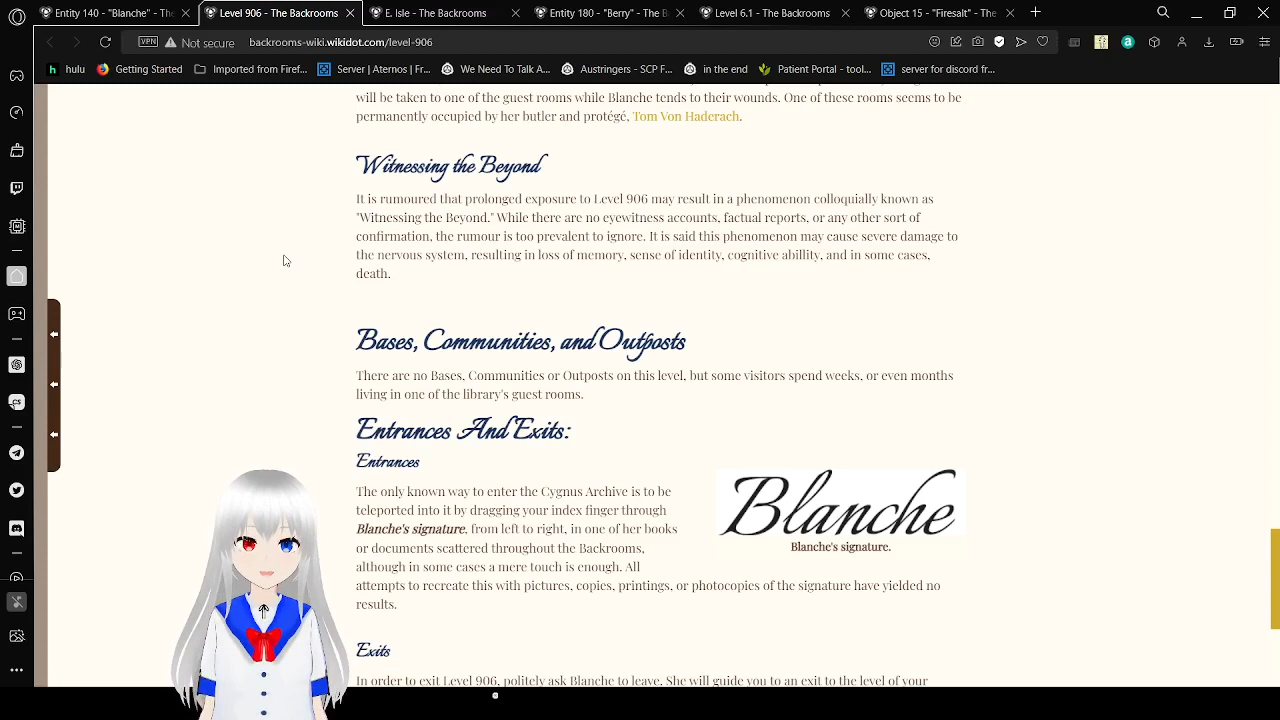 Entity 140 - "Blanche" - The
Level 906 - The Backrooms
E. Isle - The Backrooms
Entity 180 - "Berry" - The B
Level 6.1 - The Backrooms
Object 15 - "Firesalt" - The
VPN
Not secure
backrooms-wiki.wikidot.com/level-906
hulu
Getting Started
Imported from Firef...
Server | Aternos | Fr...
We Need To Talk A...
Austringers - SCP F...
in the end
Patient Portal - tool...
server for discord fr...
will be taken to one of the guest rooms while Blanche tends to their wounds. One of these rooms seems to be
permanently occupied by her butler and protégé, Tom Von Haderach.
Witnessing the Beyond
It is rumoured that prolonged exposure to Level 906 may result in a phenomenon colloquially known as
"Witnessing the Beyond." While there are no eyewitness accounts, factual reports, or any other sort of
confirmation, the rumour is too prevalent to ignore. It is said this phenomenon may cause severe damage to
the nervous system, resulting in loss of memory, sense of identity, cognitive abillity, and in some cases,
death.
Bases, Communities, and Outposts
There are no Bases, Communities or Outposts on this level, but some visitors spend weeks, or even months
living in one of the library's guest rooms.
Entrances And Exits:
Entrances
The only known way to enter the Cygnus Archive is to be
teleported into it by dragging your index finger through
Blanche's signature, from left to right, in one of her books
or documents scattered throughout the Backrooms,
although in some cases a mere touch is enough. All
attempts to recreate this with pictures, copies, printings, or photocopies of the signature have yielded no
results.
Blanche
Blanche's signature.
Exits
In order to exit Level 906, politely ask Blanche to leave. She will guide you to an exit to the level of your